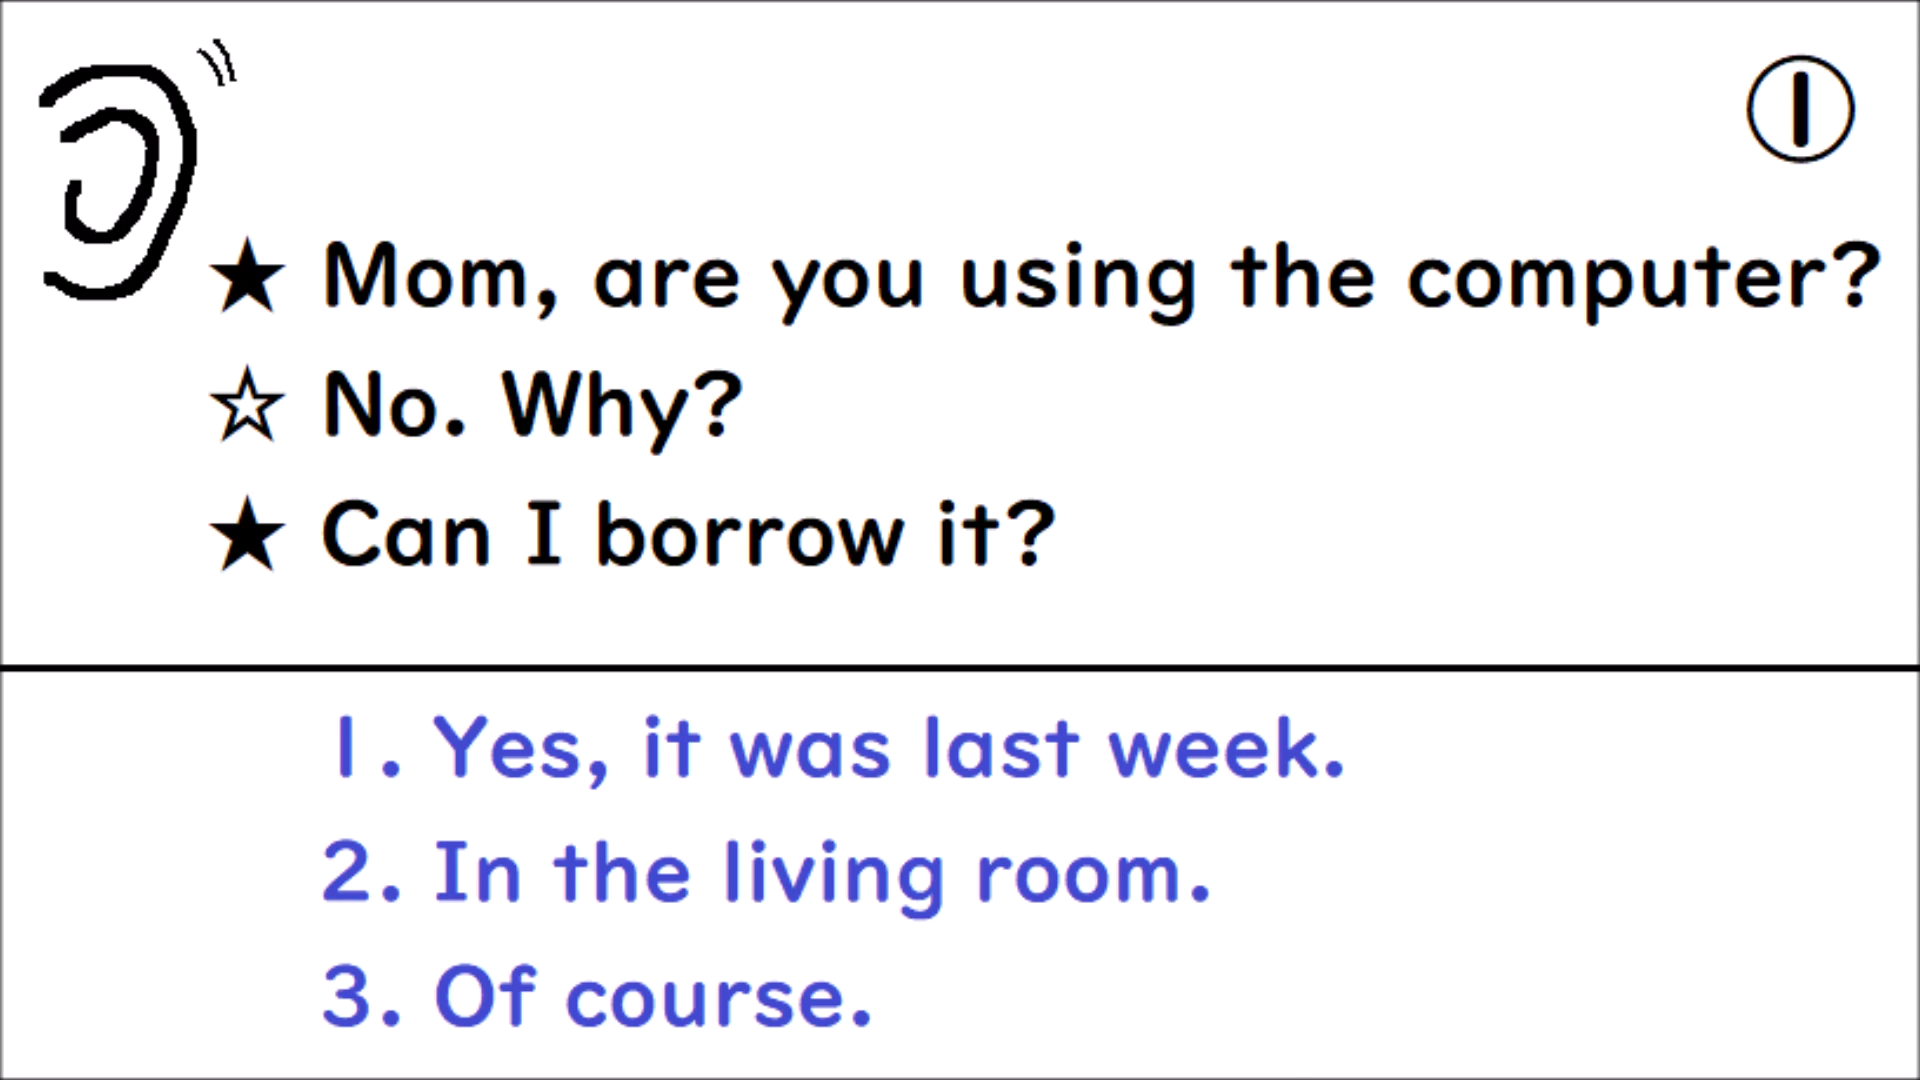 ①
★ Mom, are you using the computer?
☆ No. Why?
★ Can I borrow it?
1. Yes, it was last week.
2. In the living room.
3. Of course.